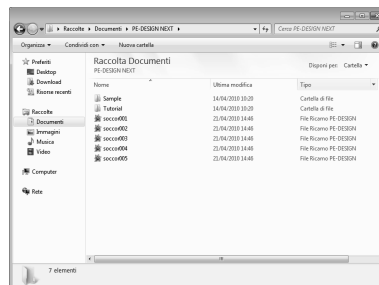 Raccolte ▸ Documenti ▸ PE-DESIGN NEXT ▸
Cerca PE-DESIGN NEXT
Organizza ▾ Condividi con ▾ Nuova cartella
Preferiti
Desktop
Download
Risorse recenti
Raccolte
Documenti
Immagini
Musica
Video
Computer
Rete
Raccolta Documenti
PE-DESIGN NEXT
Disponi per: Cartella ▾
Nome Ultima modifica Tipo
Sample 14/04/2010 10:20 Cartella di file
Tutorial 14/04/2010 10:20 Cartella di file
soccor001 21/04/2010 14:46 File Ricamo PE-DESIGN
soccor002 21/04/2010 14:46 File Ricamo PE-DESIGN
soccor003 21/04/2010 14:46 File Ricamo PE-DESIGN
soccor004 21/04/2010 14:46 File Ricamo PE-DESIGN
soccor005 21/04/2010 14:46 File Ricamo PE-DESIGN
7 elementi